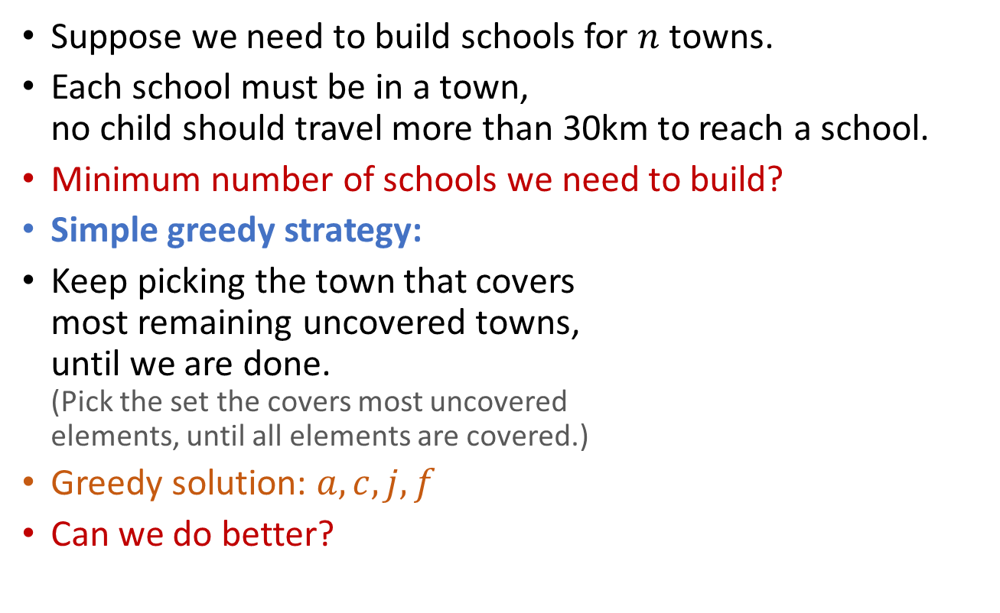 • Suppose we need to build schools for 𝑛 towns.
• Each school must be in a town,
no child should travel more than 30km to reach a school.
• Minimum number of schools we need to build?
• Simple greedy strategy:
• Keep picking the town that covers
most remaining uncovered towns,
until we are done.
(Pick the set the covers most uncovered
elements, until all elements are covered.)
• Greedy solution: 𝑎, 𝑐, 𝑗, 𝑓
• Can we do better?